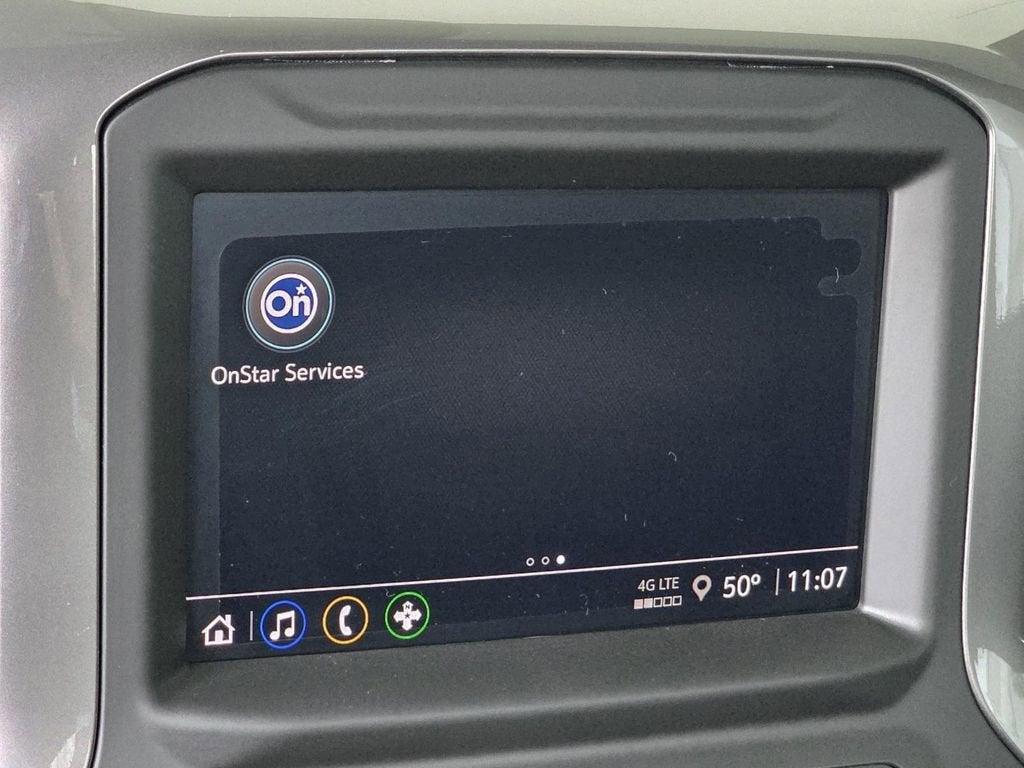 On
OnStar Services
4G LTE
50°
11:07